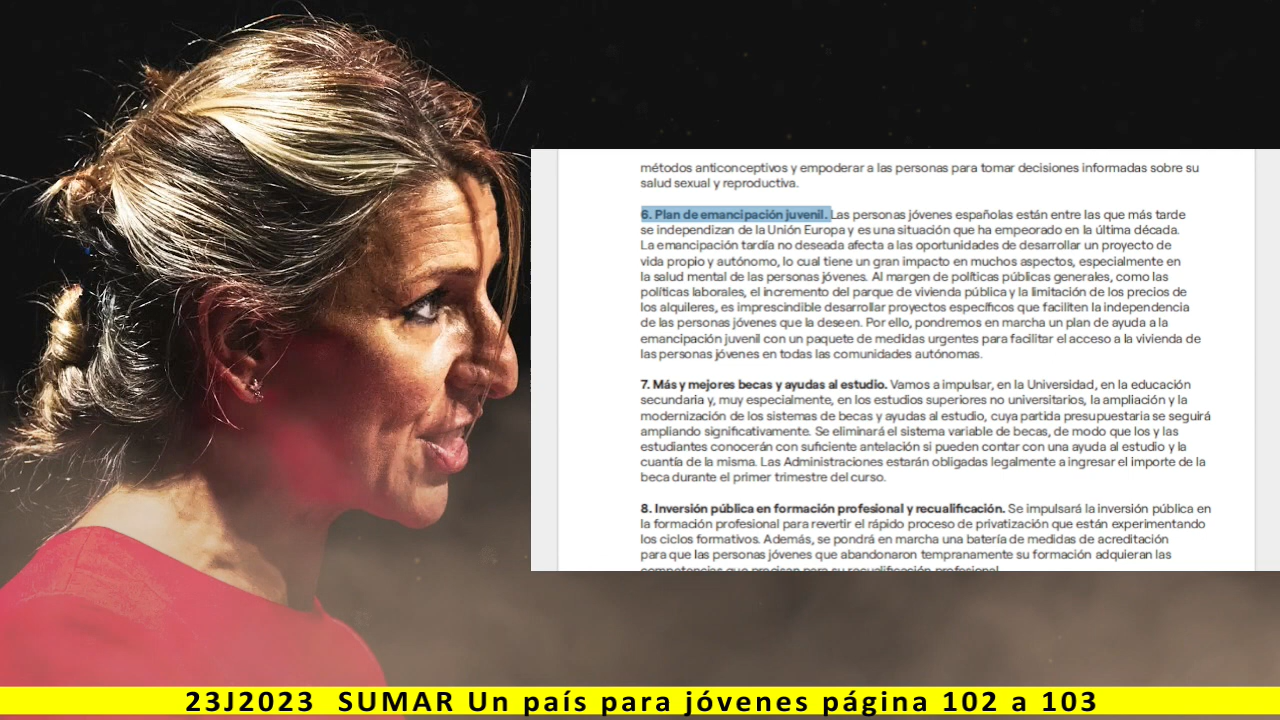 métodos anticonceptivos y empoderar a las personas para tomar decisiones informadas sobre su
salud sexual y reproductiva.
6. Plan de emancipación juvenil. Las personas jóvenes españolas están entre las que más tarde
se independizan de la Unión Europa y es una situación que ha empeorado en la última década.
La emancipación tardía no deseada afecta a las oportunidades de desarrollar un proyecto de
vida propio y autónomo, lo cual tiene un gran impacto en muchos aspectos, especialmente en
la salud mental de las personas jóvenes. Al margen de políticas públicas generales, como las
políticas laborales, el incremento del parque de vivienda pública y la limitación de los precios de
los alquileres, es imprescindible desarrollar proyectos específicos que faciliten la independencia
de las personas jóvenes que la deseen. Por ello, pondremos en marcha un plan de ayuda a la
emancipación juvenil con un paquete de medidas urgentes para facilitar el acceso a la vivienda de
las personas jóvenes en todas las comunidades autónomas.
7. Más y mejores becas y ayudas al estudio. Vamos a impulsar, en la Universidad, en la educación
secundaria y, muy especialmente, en los estudios superiores no universitarios, la ampliación y la
modernización de los sistemas de becas y ayudas al estudio, cuya partida presupuestaria se seguirá
ampliando significativamente. Se eliminará el sistema variable de becas, de modo que los y las
estudiantes conocerán con suficiente antelación si pueden contar con una ayuda al estudio y la
cuantía de la misma. Las Administraciones estarán obligadas legalmente a ingresar el importe de la
beca durante el primer trimestre del curso.
8. Inversión pública en formación profesional y recualificación. Se impulsará la inversión pública en
la formación profesional para revertir el rápido proceso de privatización que están experimentando
los ciclos formativos. Además, se pondrá en marcha una batería de medidas de acreditación
para que las personas jóvenes que abandonaron tempranamente su formación adquieran las
competencias que precisan para su recualificación profesional.
23J2023 SUMAR Un país para jóvenes página 102 a 103